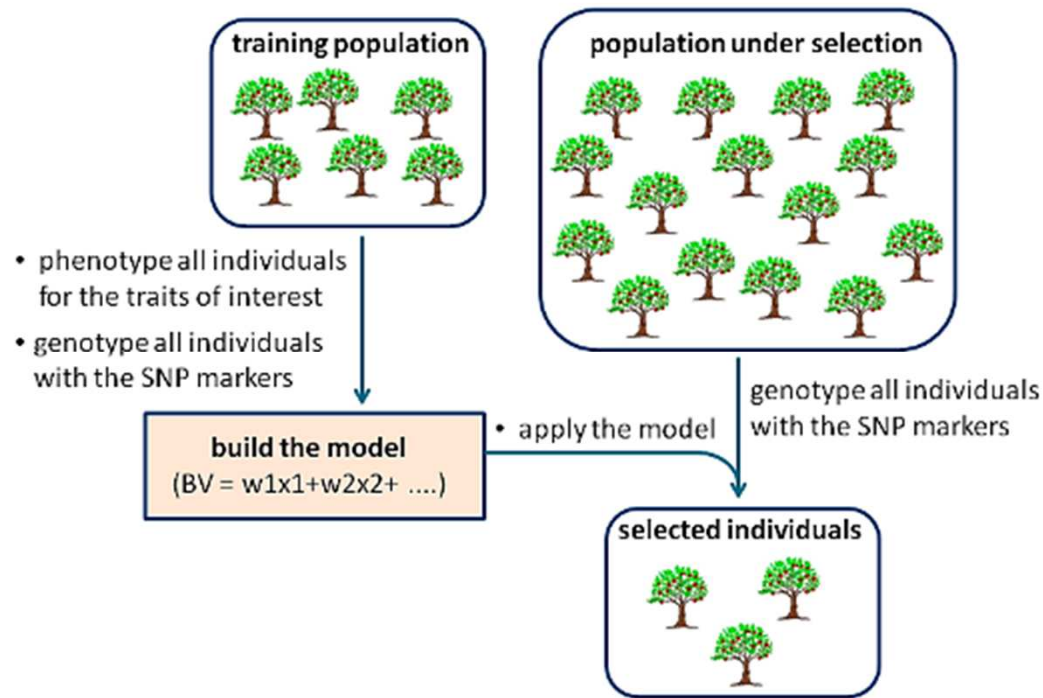 training population
population under selection
• phenotype all individuals
for the traits of interest
• genotype all individuals
with the SNP markers
build the model
(BV = w1x1+w2x2+ ....)
• apply the model
genotype all individuals
with the SNP markers
selected individuals